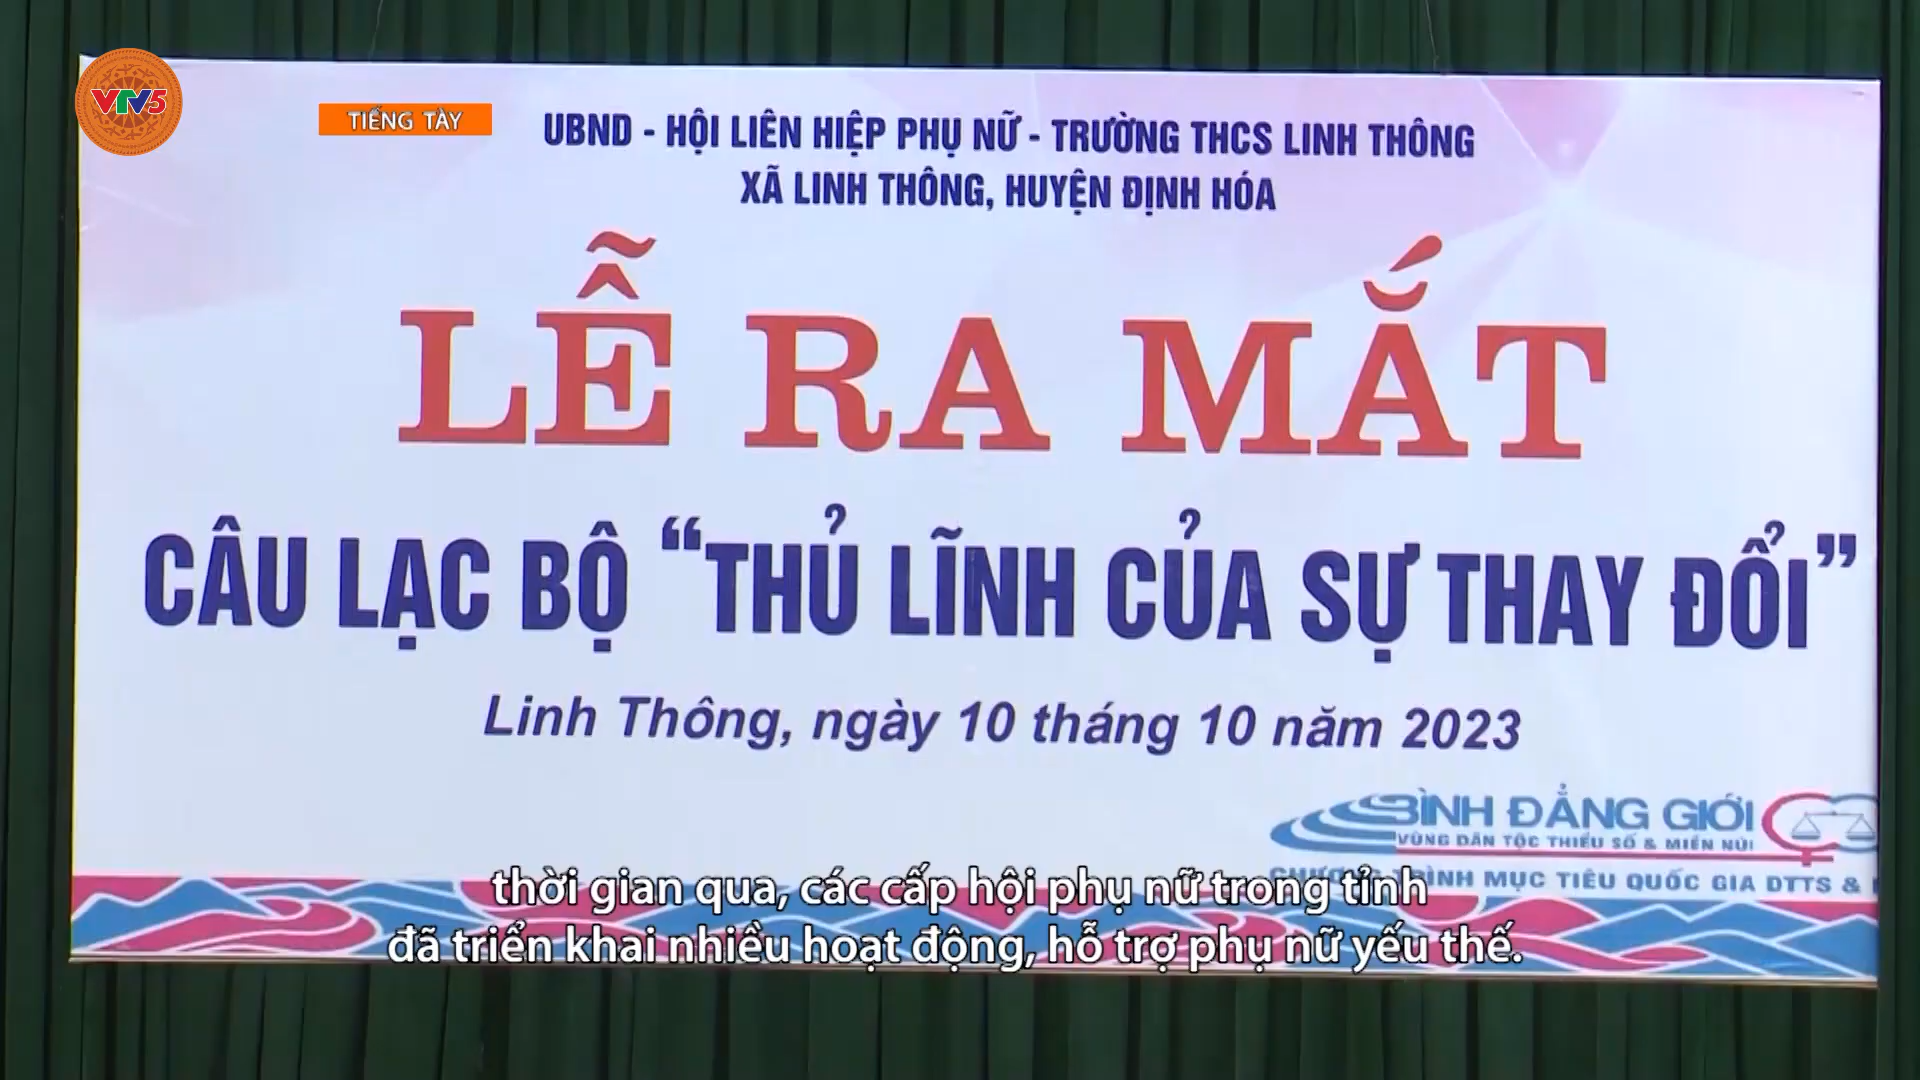 VTV5
TIẾNG TÀY
UBND - HỘI LIÊN HIỆP PHỤ NỮ - TRƯỜNG THCS LINH THÔNG
XÃ LINH THÔNG, HUYỆN ĐỊNH HÓA
LỄ RA MẮT
CÂU LẠC BỘ “THỦ LĨNH CỦA SỰ THAY ĐỔI”
Linh Thông, ngày 10 tháng 10 năm 2023
BÌNH ĐẲNG GIỚI
VÙNG DÂN TỘC THIỂU SỐ & MIỀN NÚI
CHƯƠNG TRÌNH MỤC TIÊU QUỐC GIA DTTS &
thời gian qua, các cấp hội phụ nữ trong tỉnh
đã triển khai nhiều hoạt động, hỗ trợ phụ nữ yếu thế.